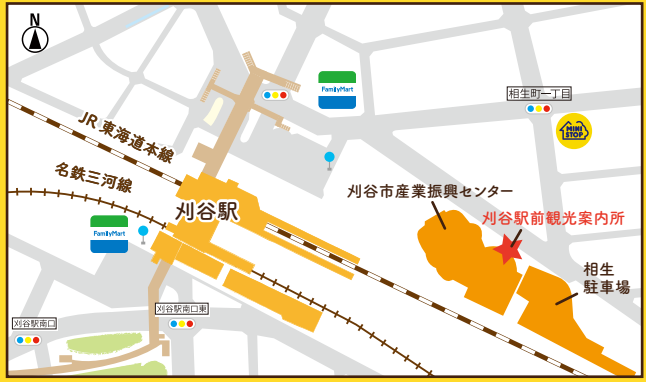 N
FamilyMart
相生町一丁目
MINI
STOP
JR 東海道本線
名鉄三河線
刈谷駅
刈谷市産業振興センター
刈谷駅前観光案内所
FamilyMart
相生
駐車場
刈谷駅南口東
刈谷駅南口